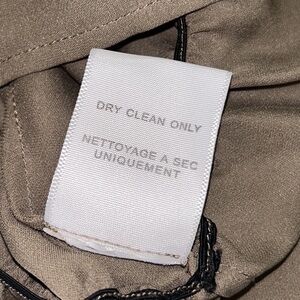 DRY CLEAN ONLY
NETTOYAGE A SEC
UNIQUEMENT